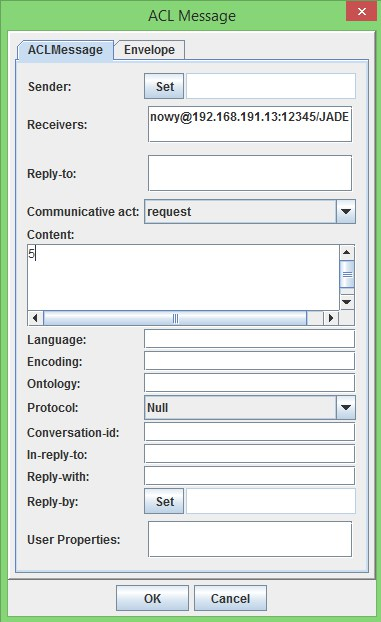 ACL Message
ACLMessage Envelope
Sender: Set
Receivers: nowy@192.168.191.13:12345/JADE
Reply-to:
Communicative act: request
Content:
5
Language:
Encoding:
Ontology:
Protocol: Null
Conversation-id:
In-reply-to:
Reply-with:
Reply-by: Set
User Properties:
OK Cancel